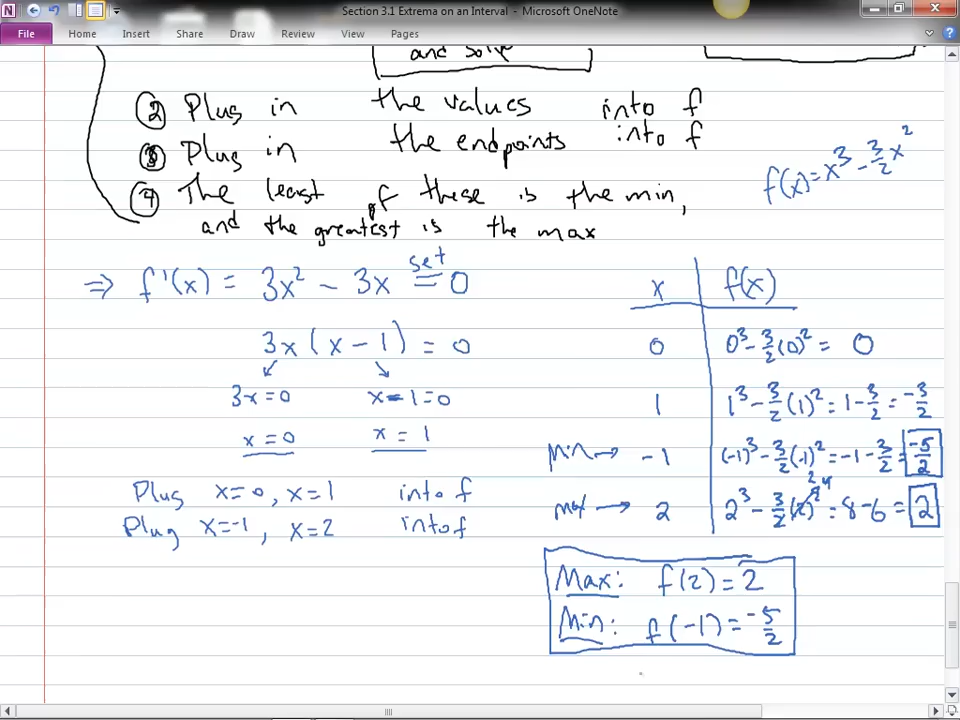 Section 3.1 Extrema on an Interval - Microsoft OneNote
File Home Insert Share Draw Review View Pages
and solve
② Plug in the values into f
③ Plug in the endpoints into f
f(x)=x³-3/2x²
④ The least of these is the min,
and the greatest is the max
⇒ f'(x) = 3x² - 3x set= 0
3x(x-1) = 0
3x=0 x-1=0
x=0 x=1
Plug x=0, x=1 into f
Plug x=-1, x=2 into f
x f(x)
0 0³-3/2(0)²= 0
1 1³-3/2(1)²=1-3/2=-3/2
min→ -1 (-1)³-3/2(-1)²=-1-3/2=-5/2
max→ 2 2³-3/2(2)²=8-6=2
Max: f(2)=2
Min: f(-1)=-5/2